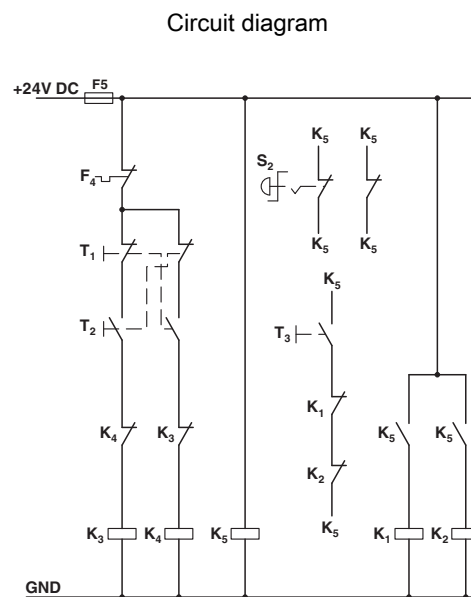 Circuit diagram
+24V DC F5
K5 K5
S2
F4
K5 K5
T1
K5
T2 T3
K1
K4 K3 K5 K5
K2
K5
K3 K4 K5 K1 K2
GND